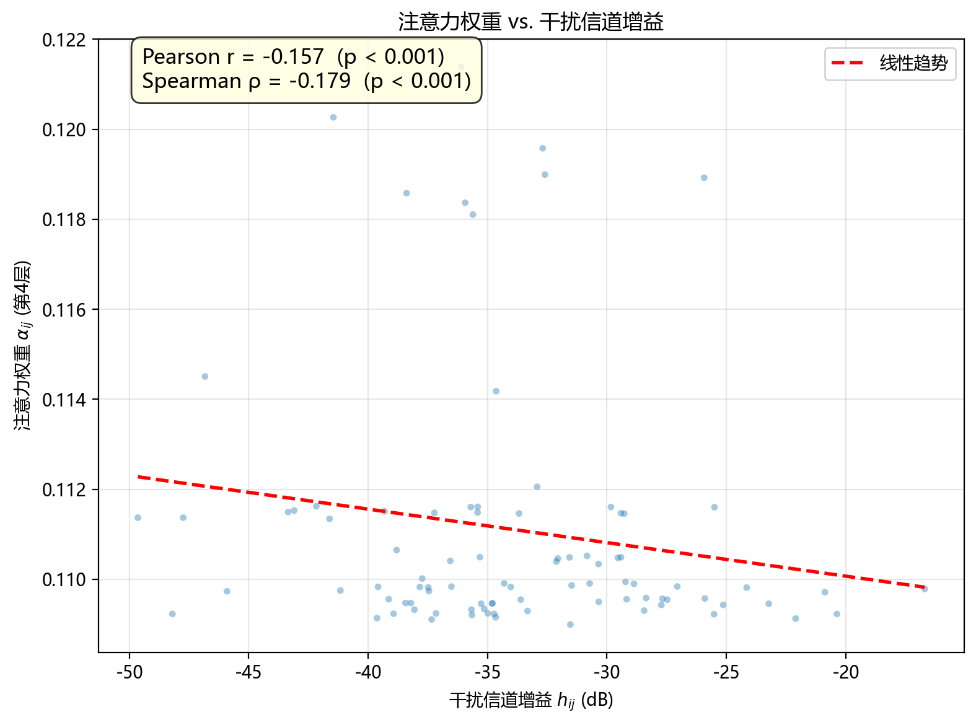 注意力权重 vs. 干扰信道增益
Pearson r = -0.157 (p < 0.001)
Spearman ρ = -0.179 (p < 0.001)
线性趋势
0.122
0.120
0.118
0.116
0.114
0.112
0.110
注意力权重 αij (第4层)
-50
-45
-40
-35
-30
-25
-20
干扰信道增益 hij (dB)